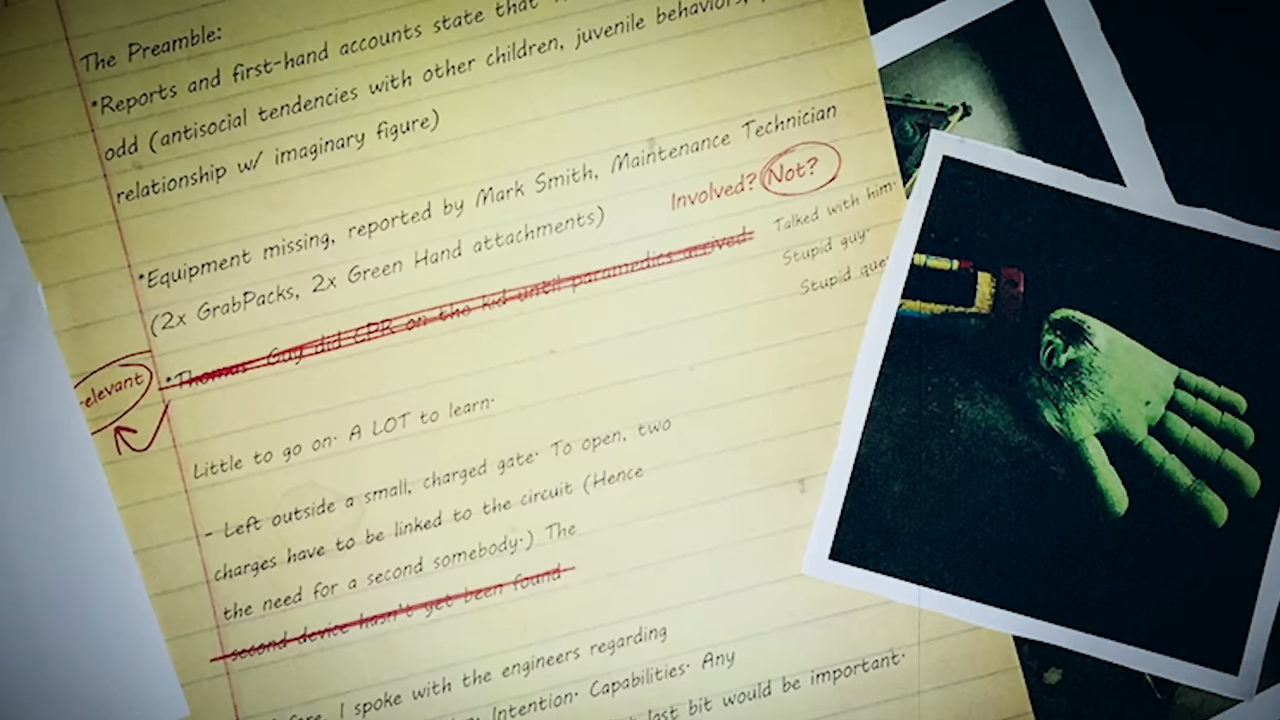 The Preamble:
•Reports and first-hand accounts state that
odd (antisocial tendencies with other children, juvenile behaviors,
relationship w/ imaginary figure)
•Equipment missing, reported by Mark Smith, Maintenance Technician
(2x GrabPacks, 2x Green Hand attachments)
Involved? Not?
Talked with him.
Stupid guy.
Stupid
•Thomas Guy did CPR on the kid until paramedics arrived.
elevant
Little to go on. A LOT to learn.
- Left outside a small, charged gate. To open, two
charges have to be linked to the circuit (Hence
the need for a second somebody.) The
second device hasn't yet been found
I spoke with the engineers regarding
Intention. Capabilities. Any
last bit would be important.